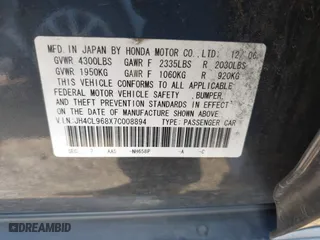 MFD. IN JAPAN BY HONDA MOTOR CO., LTD. 12/06
GVWR 4300LBS GAWR F 2335LBS R 2030LBS
GVWR 1950KG GAWR F 1060KG R 920KG
THIS VEHICLE CONFORMS TO ALL APPLICABLE
FEDERAL MOTOR VEHICLE SAFETY, BUMPER,
AND THEFT PREVENTION STANDARDS IN EFFECT
ON THE DATE OF MANUFACTURE SHOWN ABOVE.
V.I.N.:JH4CL968X7C008894 TYPE:PASSENGER CAR
NH658P -A -C